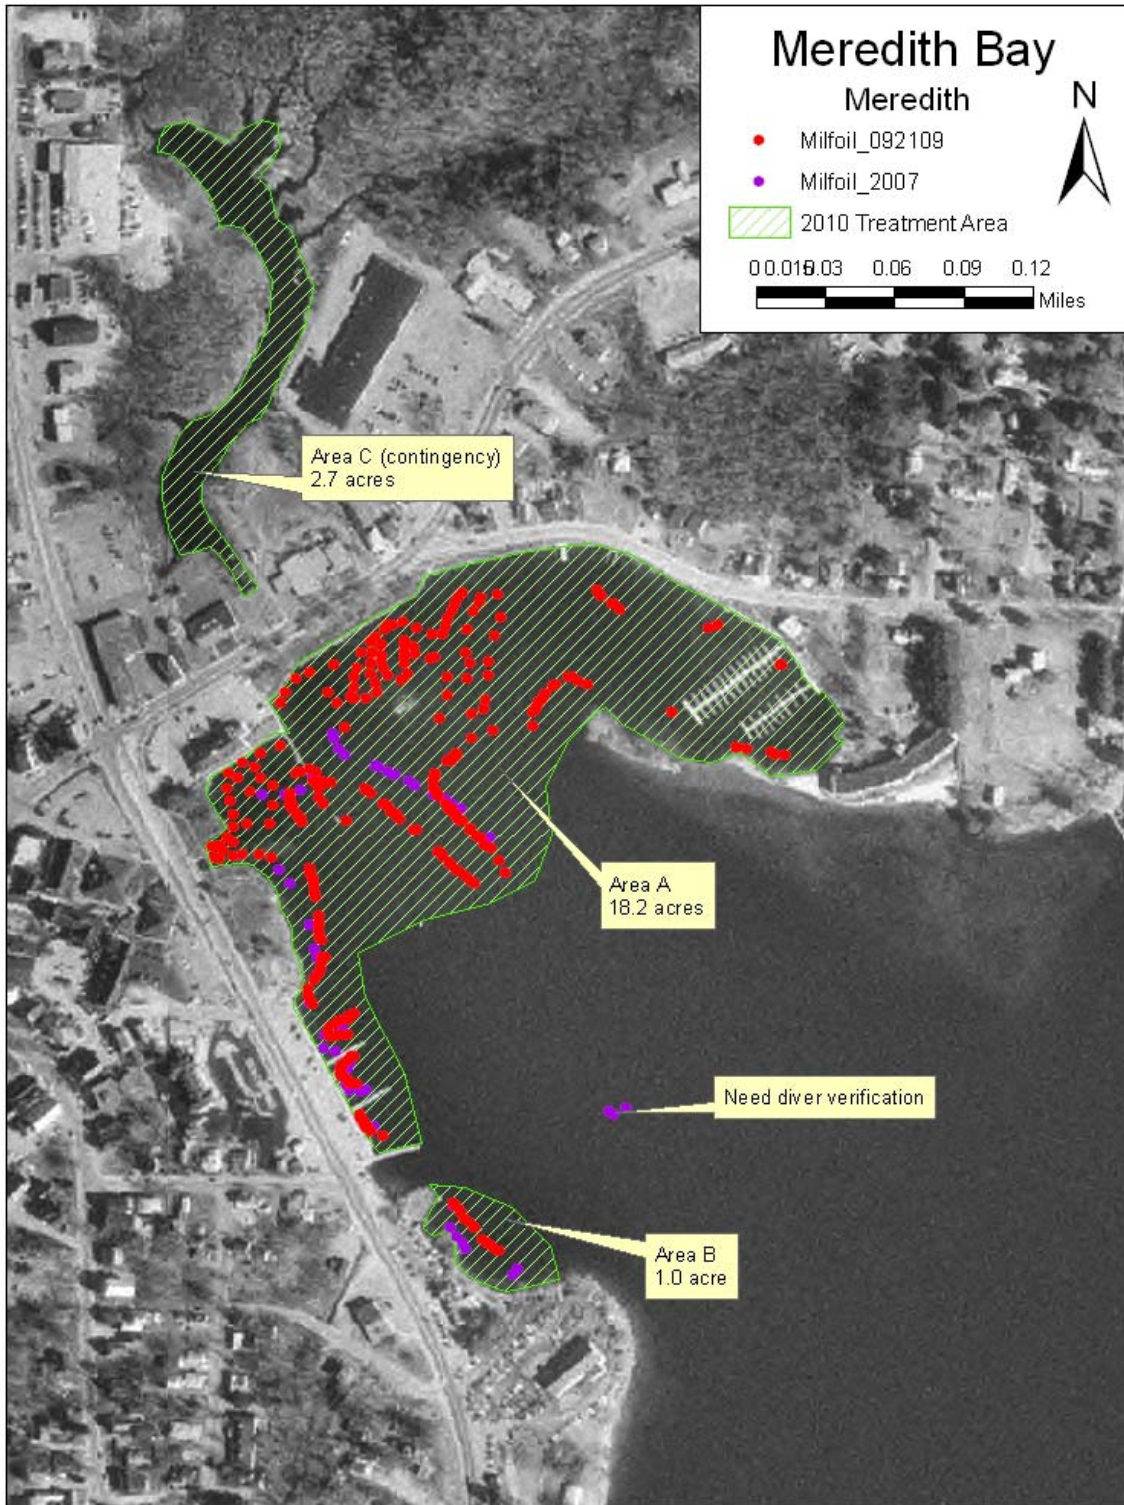 Meredith Bay
Meredith
N
Milfoil_092109
Milfoil_2007
2010 Treatment Area
0 0.015 0.03 0.06 0.09 0.12
Miles
Area C (contingency)
2.7 acres
Area A
18.2 acres
Need diver verification
Area B
1.0 acre